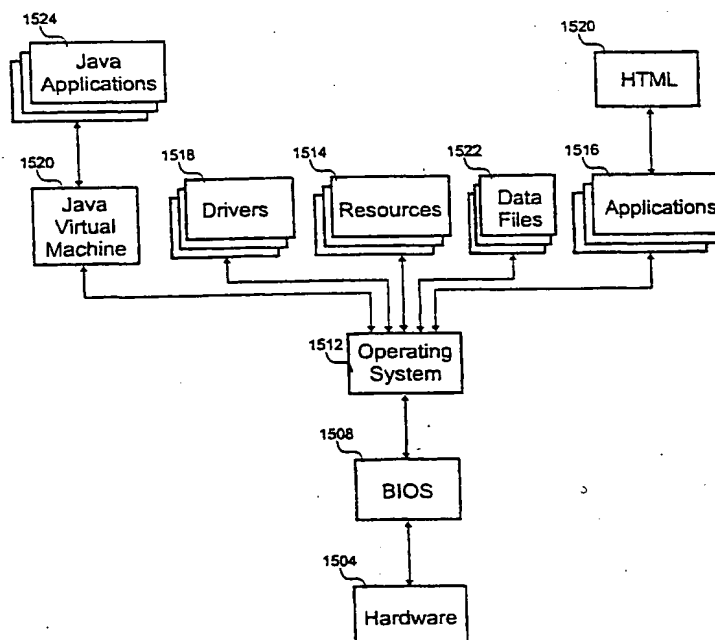 1524
Java
Applications
1520
HTML
1520
Java
Virtual
Machine
1518
Drivers
1514
Resources
1522
Data
Files
1516
Applications
1512
Operating
System
1508
BIOS
1504
Hardware